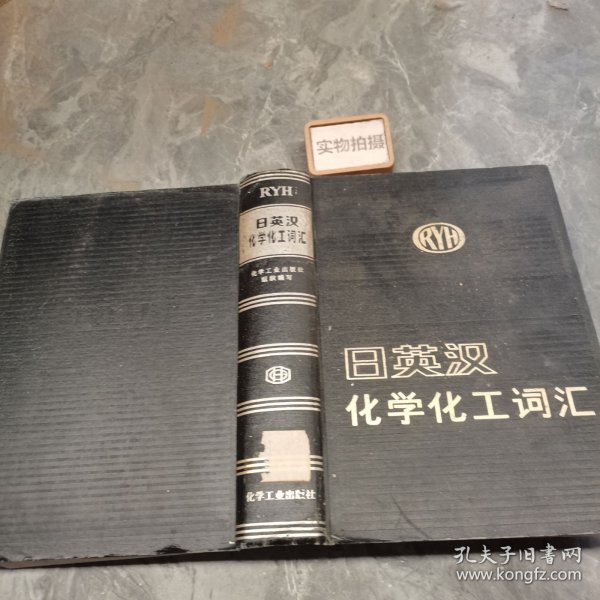 实物拍摄
RYH
日英汉
化学化工词汇
化学工业出版社
组织编写
化学工业出版社
RYH
日英汉
化学化工词汇
孔夫子旧书网
www.kongfz.com